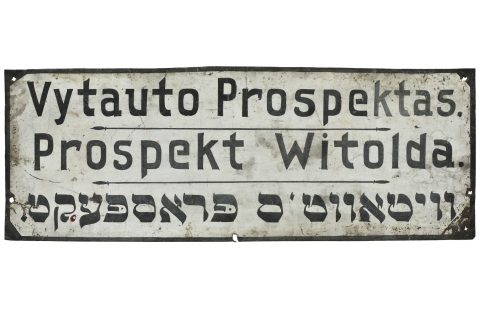 Vytauto Prospektas.
Prospekt Witolda.
וויטאווט'ס פראספעקט.